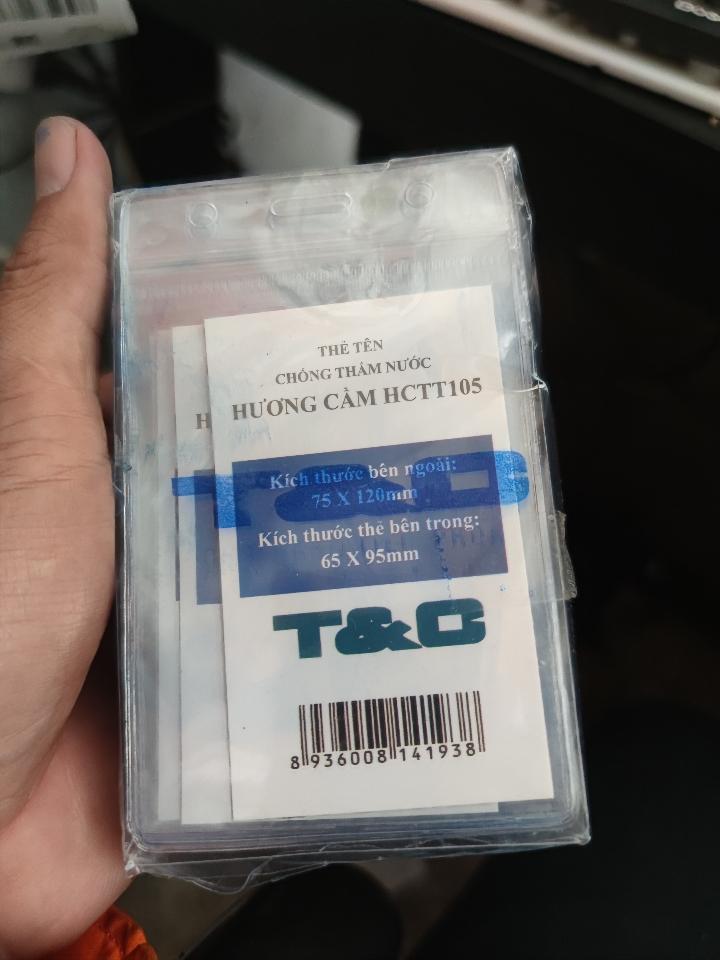 THẺ TÊN
CHỐNG THẤM NƯỚC
HƯƠNG CẦM HCTT105
H
Kích thước bên ngoài:
75 X 120mm
T&C
Kích thước thẻ bên trong:
65 X 95mm
T&C
8 936008 141938